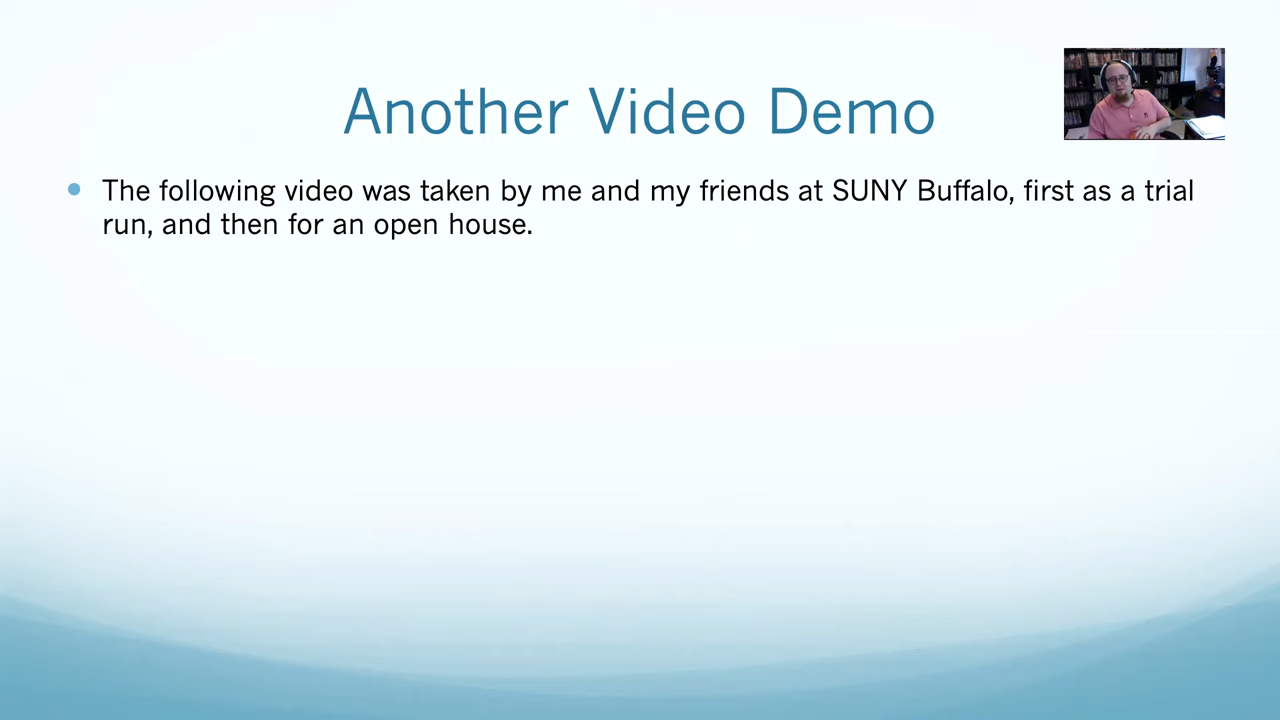 Another Video Demo
The following video was taken by me and my friends at SUNY Buffalo, first as a trial
run, and then for an open house.